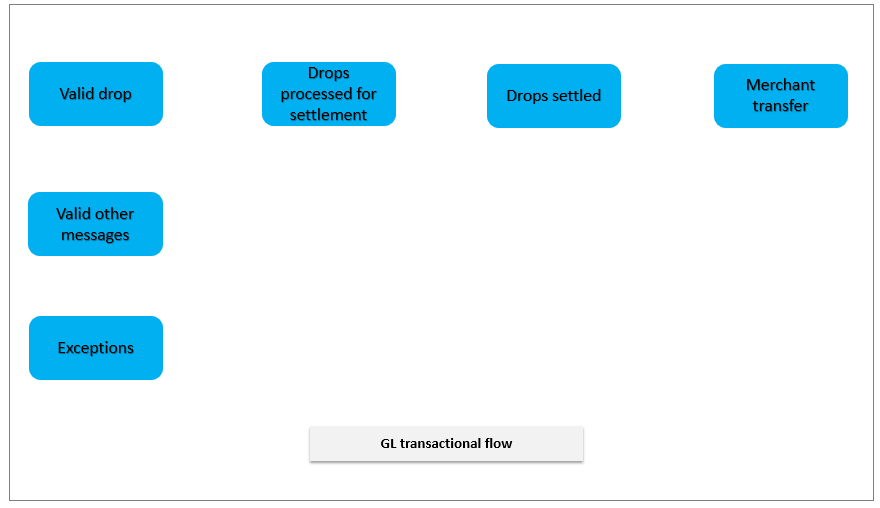 Valid drop
Drops
processed for
settlement
Drops settled
Merchant
transfer
Valid other
messages
Exceptions
GL transactional flow